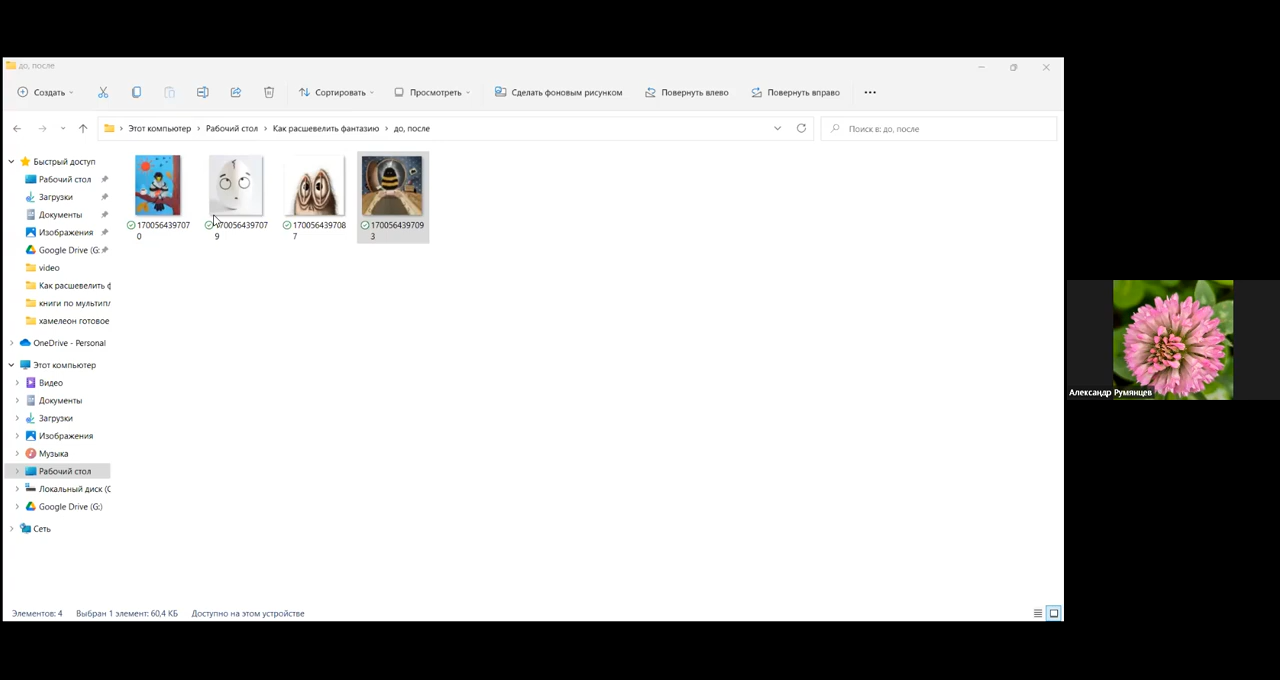 до, после
Создать
Сортировать
Просмотреть
Сделать фоновым рисунком
Повернуть влево
Повернуть вправо
Этот компьютер > Рабочий стол > Как расшевелить фантазию > до, после
Поиск в: до, после
Быстрый доступ
Рабочий стол
Загрузки
Документы
Изображения
Google Drive (G:
video
Как расшевелить ф
книги по мультипл
хамелеон готовое
OneDrive - Personal
Этот компьютер
Видео
Документы
Загрузки
Изображения
Музыка
Рабочий стол
Локальный диск (C
Google Drive (G:)
Сеть
170056439707
0
170056439707
9
170056439708
7
170056439709
3
Элементов: 4
Выбран 1 элемент: 60,4 КБ
Доступно на этом устройстве
Александр Румянцев